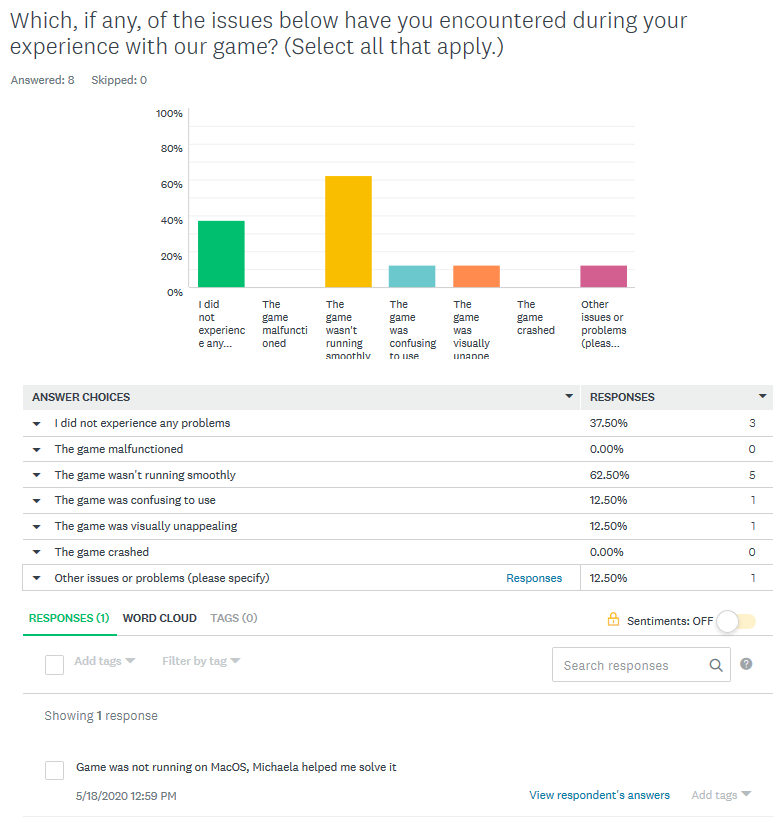 Which, if any, of the issues below have you encountered during your
experience with our game? (Select all that apply.)
Answered: 8 Skipped: 0
100%
80%
60%
40%
20%
0%
I did
not
experienc
e any...
The
game
malfuncti
oned
The
game
wasn't
running
smoothly
The
game
was
confusing
to use
The
game
was
visually
unappe
The
game
crashed
Other
issues or
problems
(pleas...
ANSWER CHOICES RESPONSES
I did not experience any problems 37.50% 3
The game malfunctioned 0.00% 0
The game wasn't running smoothly 62.50% 5
The game was confusing to use 12.50% 1
The game was visually unappealing 12.50% 1
The game crashed 0.00% 0
Other issues or problems (please specify) Responses 12.50% 1
RESPONSES (1) WORD CLOUD TAGS (0) Sentiments: OFF
Add tags Filter by tag Search responses ?
Showing 1 response
Game was not running on MacOS, Michaela helped me solve it
5/18/2020 12:59 PM View respondent's answers Add tags